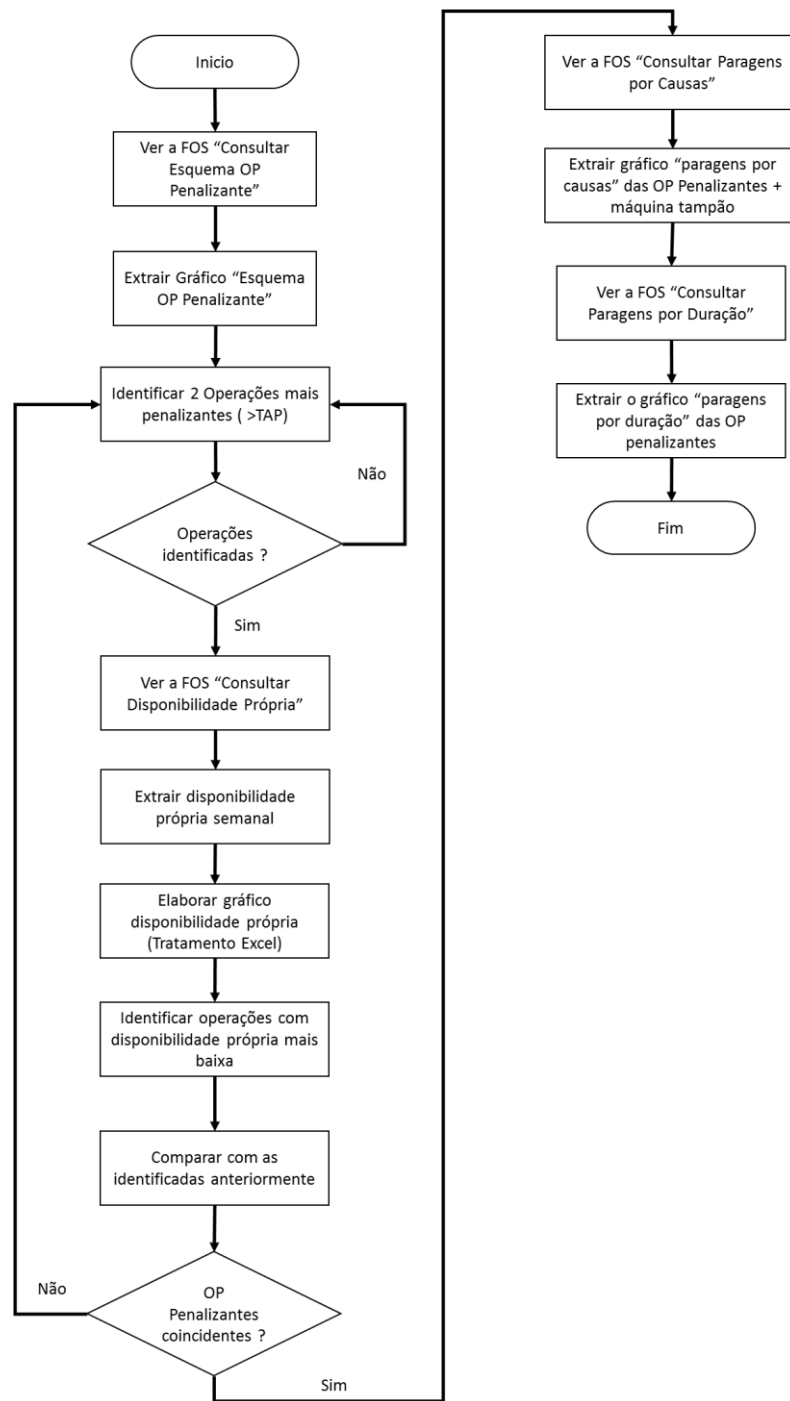 Inicio
Ver a FOS “Consultar
Esquema OP
Penalizante”
Extrair Gráfico “Esquema
OP Penalizante”
Identificar 2 Operações mais
penalizantes ( >TAP)
Não
Operações
identificadas ?
Sim
Ver a FOS “Consultar
Disponibilidade Própria”
Extrair disponibilidade
própria semanal
Elaborar gráfico
disponibilidade própria
(Tratamento Excel)
Identificar operações com
disponibilidade própria mais
baixa
Comparar com as
identificadas anteriormente
Não
OP
Penalizantes
coincidentes ?
Sim
Ver a FOS “Consultar Paragens
por Causas”
Extrair gráfico “paragens por
causas” das OP Penalizantes +
máquina tampão
Ver a FOS “Consultar
Paragens por Duração”
Extrair o gráfico “paragens
por duração” das OP
penalizantes
Fim